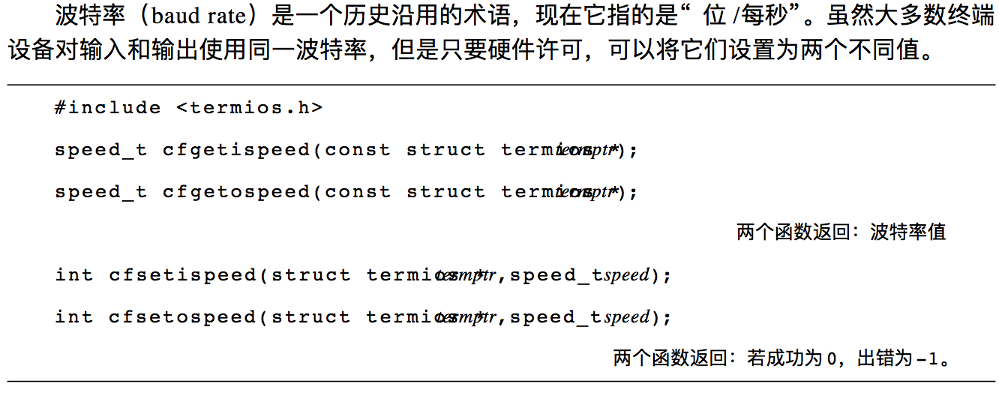 波特率（baud rate）是一个历史沿用的术语，现在它指的是“ 位 /每秒”。虽然大多数终端
设备对输入和输出使用同一波特率，但是只要硬件许可，可以将它们设置为两个不同值。
#include <termios.h>
speed_t cfgetispeed(const struct termios *termptr);
speed_t cfgetospeed(const struct termios *termptr);
两个函数返回：波特率值
int cfsetispeed(struct termios *termptr,speed_t speed);
int cfsetospeed(struct termios *termptr,speed_t speed);
两个函数返回：若成功为 0，出错为 -1。